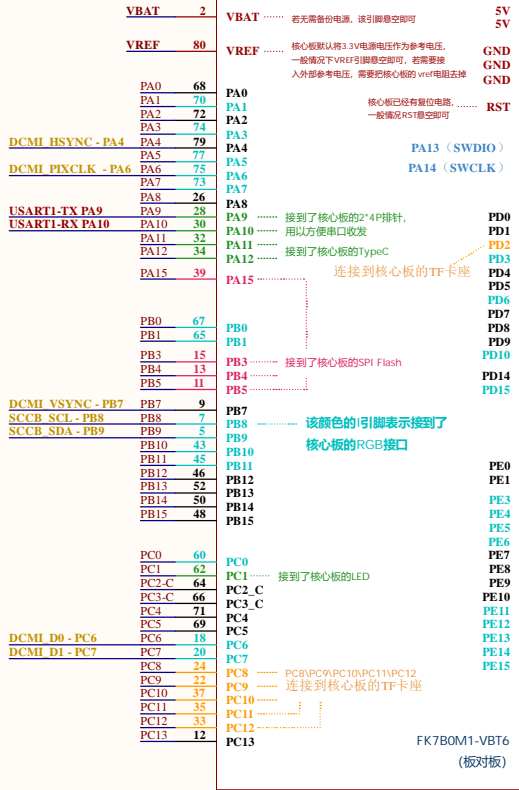 VBAT 2 VBAT 若无需备份电源，该引脚悬空即可 5V
5V
VREF 80 VREF 核心板默认将3.3V电源电压作为参考电压，
一般情况下VREF引脚悬空即可，若需要接
入外部参考电压，需要把核心板的 vref电阻去掉
GND
GND
GND
核心板已经有复位电路，
一般情况RST悬空即可
RST
PA0 68 PA0
PA1 70 PA1
PA2 72 PA2
PA3 74 PA3
DCMI_HSYNC - PA4 PA4 79 PA4 PA13（SWDIO）
PA5 77 PA5
DCMI_PIXCLK - PA6 PA6 75 PA6 PA14（SWCLK）
PA7 73 PA7
PA8 26 PA8
USART1-TX PA9 PA9 28 PA9 接到了核心板的2*4P排针， PD0
USART1-RX PA10 PA10 30 PA10 用以方便串口收发 PD1
PA11 32 PA11 PD2
PA12 34 PA12 接到了核心板的TypeC PD3
连接到核心板的TF卡座 PD4
PA15 39 PA15 PD5
PD6
PD7
PB0 67 PB0 PD8
PB1 65 PB1 PD9
PD10
PB3 15 PB3 接到了核心板的SPI Flash
PB4 13 PB4 PD14
PB5 11 PB5 PD15
DCMI_VSYNC - PB7 PB7 9 PB7
SCCB_SCL - PB8 PB8 7 PB8 该颜色的I引脚表示接到了
SCCB_SDA - PB9 PB9 5 PB9 核心板的RGB接口
PB10 43 PB10
PB11 45 PB11 PE0
PB12 46 PB12 PE1
PB13 52 PB13
PB14 50 PB14 PE3
PB15 48 PB15 PE4
PE5
PE6
PE7
PC0 60 PC0 PE8
PC1 62 PC1 接到了核心板的LED PE9
PC2-C 64 PC2_C PE10
PC3-C 66 PC3_C PE11
PC4 71 PC4 PE12
PC5 69 PC5 PE13
DCMI_D0 - PC6 PC6 18 PC6 PE14
DCMI_D1 - PC7 PC7 20 PC7 PE15
PC8 24 PC8 PC8\PC9\PC10\PC11\PC12
PC9 22 PC9 连接到核心板的TF卡座
PC10 37 PC10
PC11 35 PC11
PC12 33 PC12
PC13 12 PC13 FK7B0M1-VBT6
(板对板)